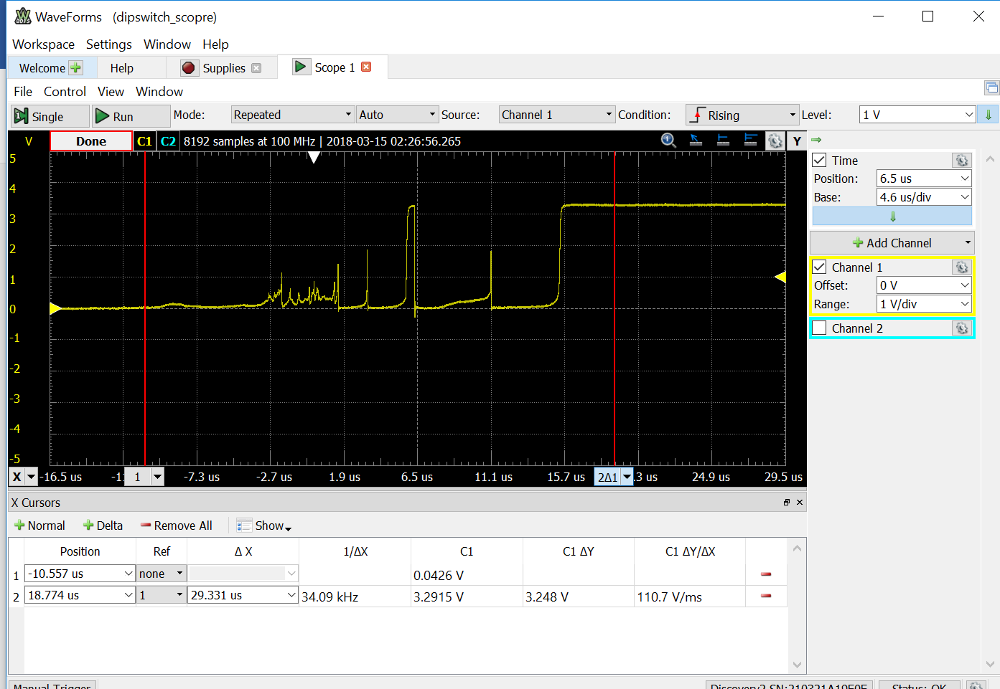 WaveForms (dipswitch_scopre)
Workspace Settings Window Help
Welcome Help Supplies Scope 1
File Control View Window
Single Run Mode: Repeated Auto Source: Channel 1 Condition: Rising Level: 1 V
V Done C1 C2 8192 samples at 100 MHz | 2018-03-15 02:26:56.265 Y
5
4
3
2
1
0
-1
-2
-3
-4
-5
X -16.5 us 1 -7.3 us -2.7 us 1.9 us 6.5 us 11.1 us 15.7 us 2Δ1 .3 us 24.9 us 29.5 us
Time
Position: 6.5 us
Base: 4.6 us/div
Add Channel
Channel 1
Offset: 0 V
Range: 1 V/div
Channel 2
X Cursors
Normal Delta Remove All Show
Position Ref Δ X 1/ΔX C1 C1 ΔY C1 ΔY/ΔX
1 -10.557 us none 0.0426 V
2 18.774 us 1 29.331 us 34.09 kHz 3.2915 V 3.248 V 110.7 V/ms
Manual Trigger Status: OK